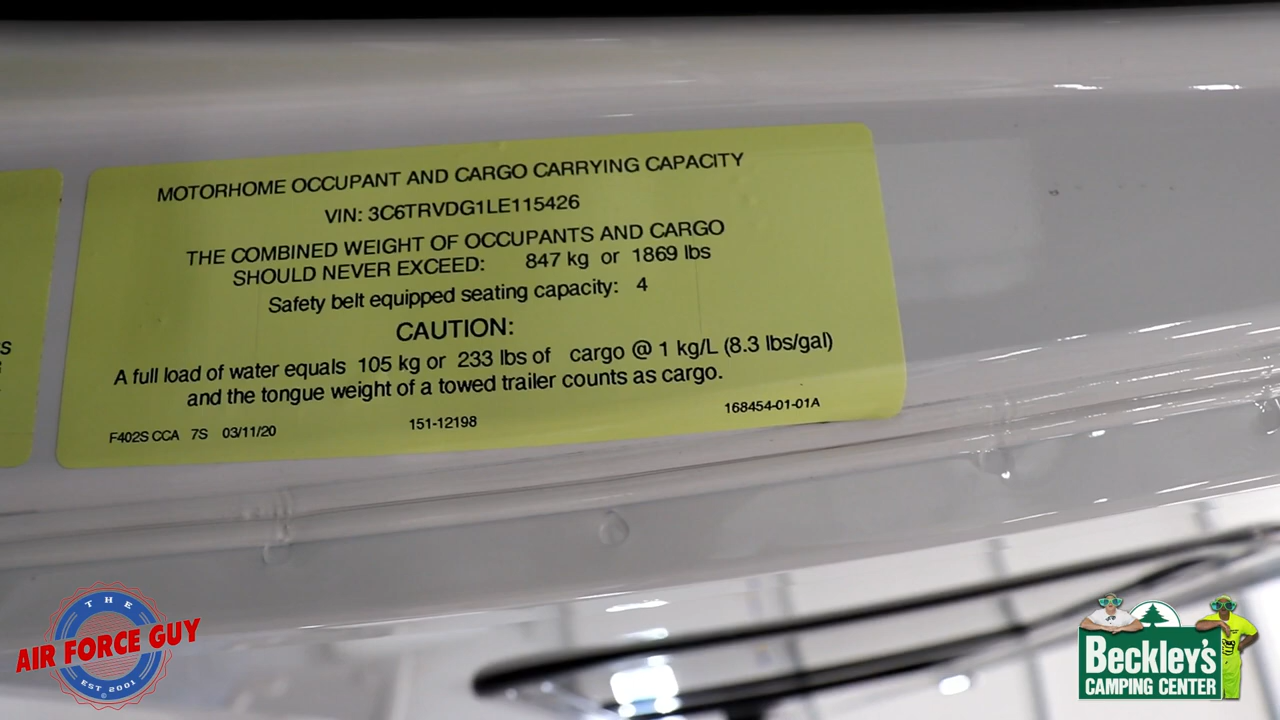 MOTORHOME OCCUPANT AND CARGO CARRYING CAPACITY
VIN: 3C6TRVDG1LE115426
THE COMBINED WEIGHT OF OCCUPANTS AND CARGO
SHOULD NEVER EXCEED: 847 kg or 1869 lbs
Safety belt equipped seating capacity: 4
CAUTION:
A full load of water equals 105 kg or 233 lbs of cargo @ 1 kg/L (8.3 lbs/gal)
and the tongue weight of a towed trailer counts as cargo.
F402S CCA 7S 03/11/20 151-12198 168454-01-01A
THE
AIR FORCE GUY
EST 2001
Beckley's
CAMPING CENTER